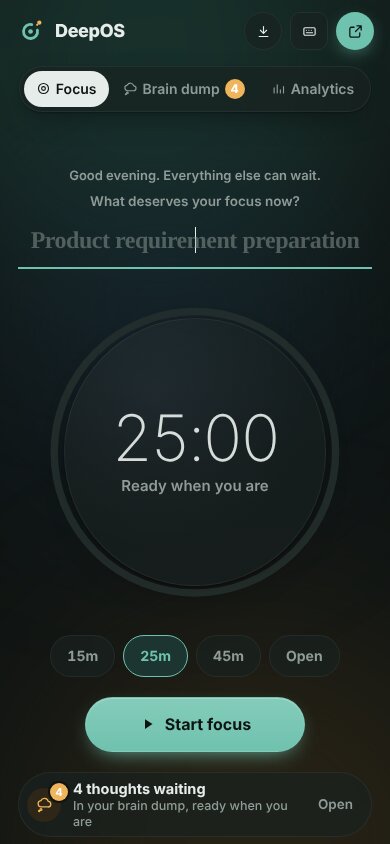 DeepOS
Focus
Brain dump 4
Analytics
Good evening. Everything else can wait.
What deserves your focus now?
Product requirement preparation
25:00
Ready when you are
15m
25m
45m
Open
Start focus
4
4 thoughts waiting
In your brain dump, ready when you
are
Open